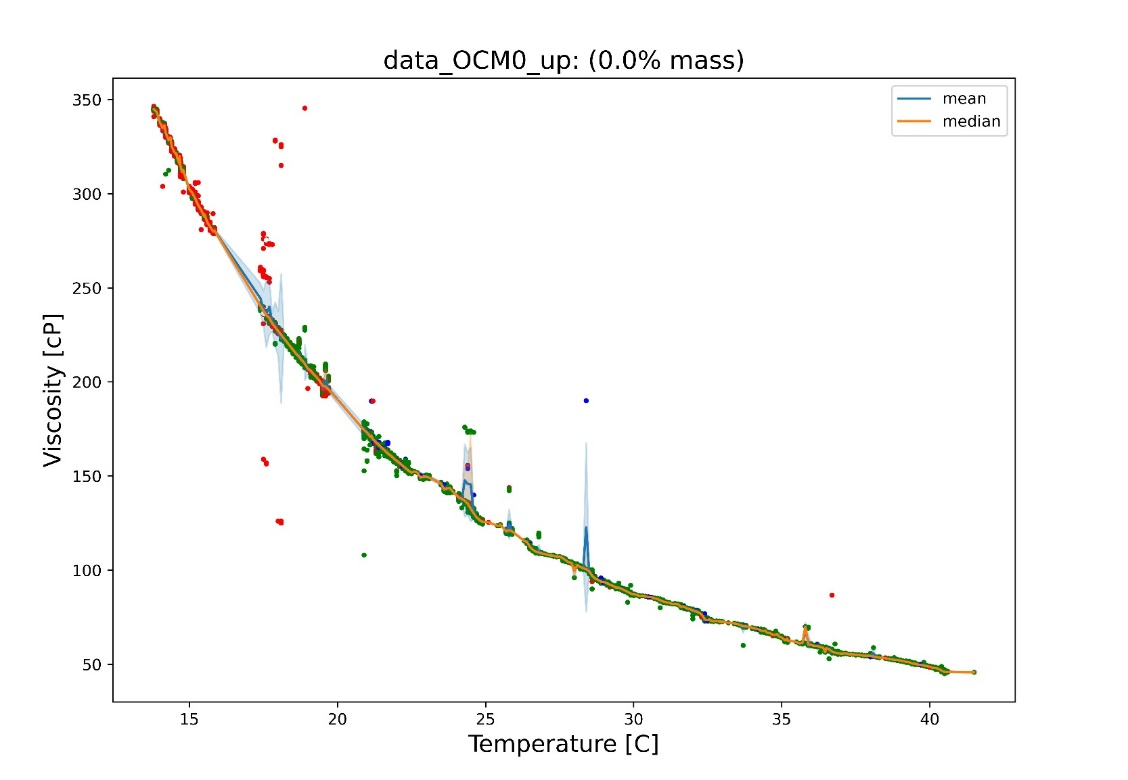 data_OCM0_up: (0.0% mass)
mean
median
350
300
250
200
150
100
50
Viscosity [cP]
15 20 25 30 35 40
Temperature [C]